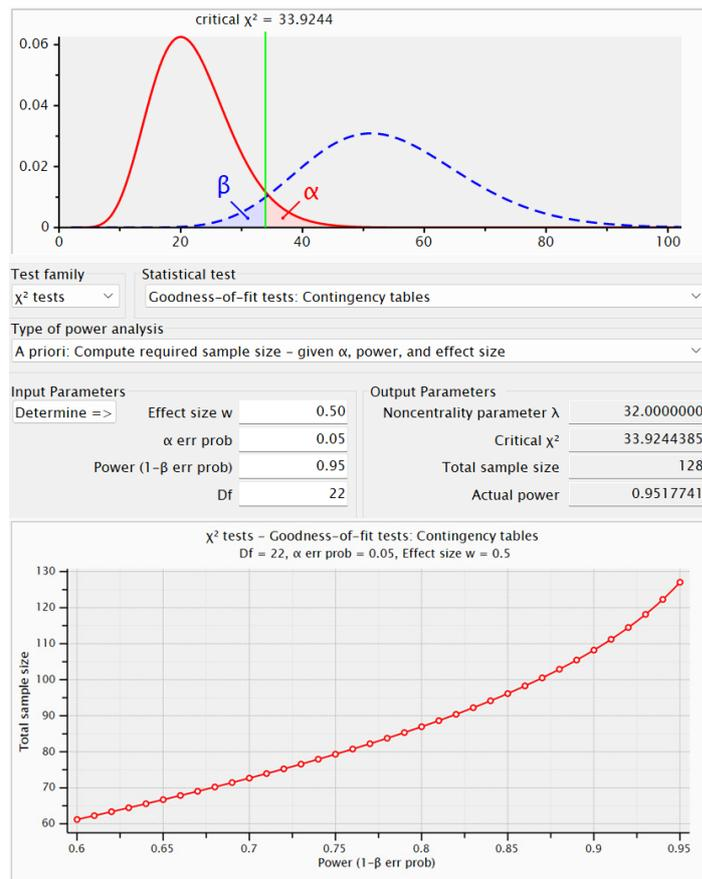 critical χ² = 33.9244
0.06
0.04
0.02
0
β
α
0 20 40 60 80 100
Test family
Statistical test
χ² tests
Goodness-of-fit tests: Contingency tables
Type of power analysis
A priori: Compute required sample size – given α, power, and effect size
Input Parameters
Output Parameters
Determine => Effect size w 0.50 Noncentrality parameter λ 32.0000000
α err prob 0.05 Critical χ² 33.9244385
Power (1-β err prob) 0.95 Total sample size 128
Df 22 Actual power 0.9517741
χ² tests – Goodness-of-fit tests: Contingency tables
Df = 22, α err prob = 0.05, Effect size w = 0.5
Total sample size
130
120
110
100
90
80
70
60
0.6 0.65 0.7 0.75 0.8 0.85 0.9 0.95
Power (1-β err prob)